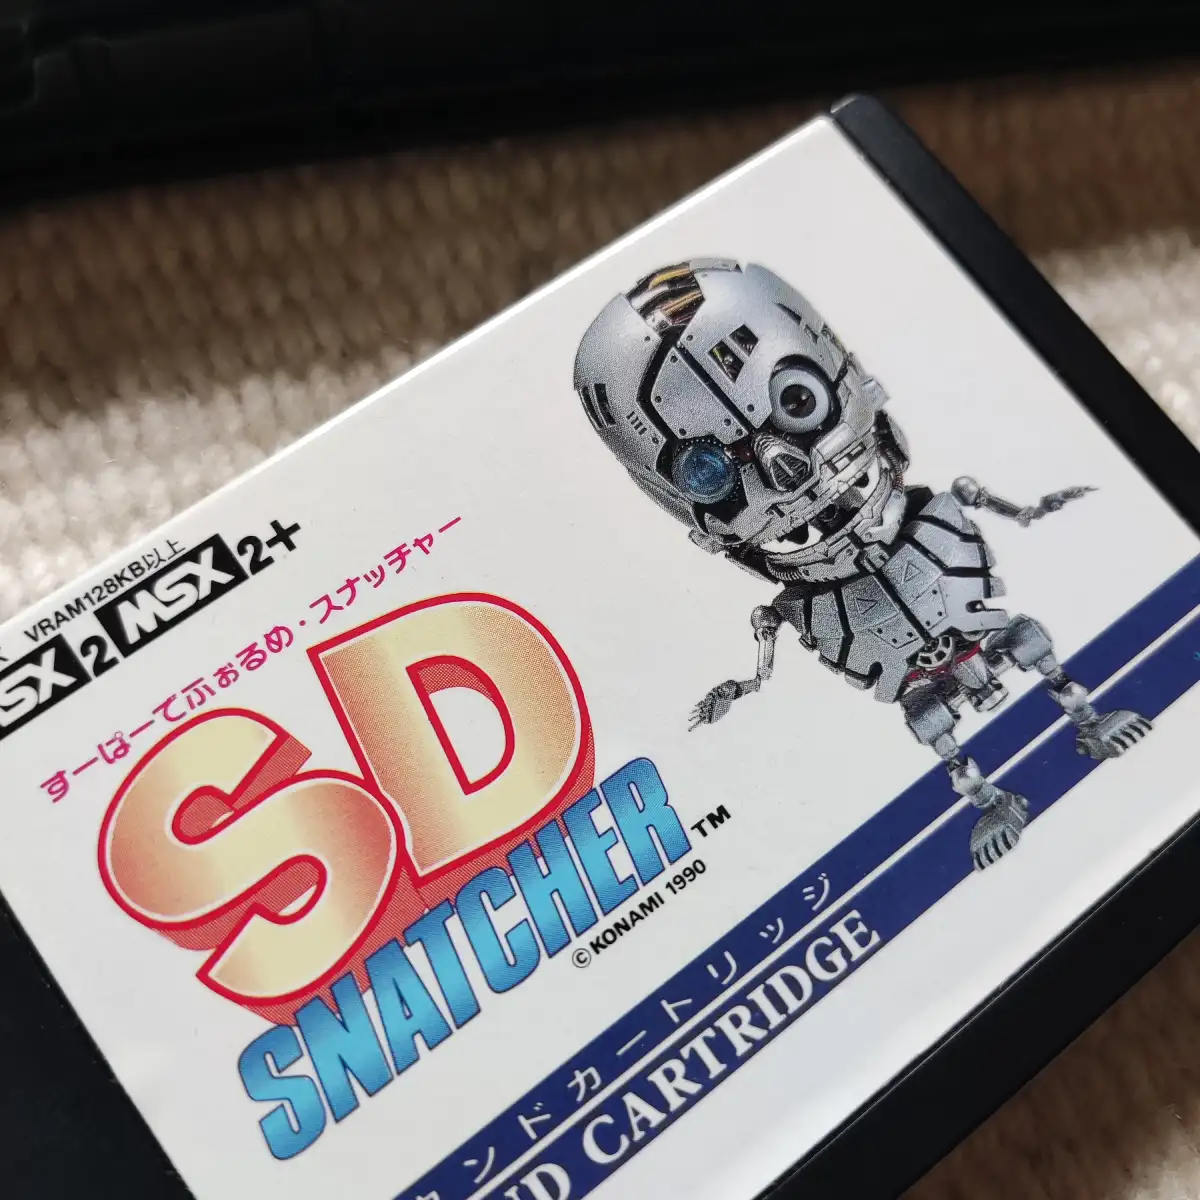 VRAM128KB以上
MSX 2 MSX 2+
すーぱーでふぉるめ・スナッチャー
SD
SNATCHER™
©KONAMI 1990
ンドカートリッジ
CARTRIDGE